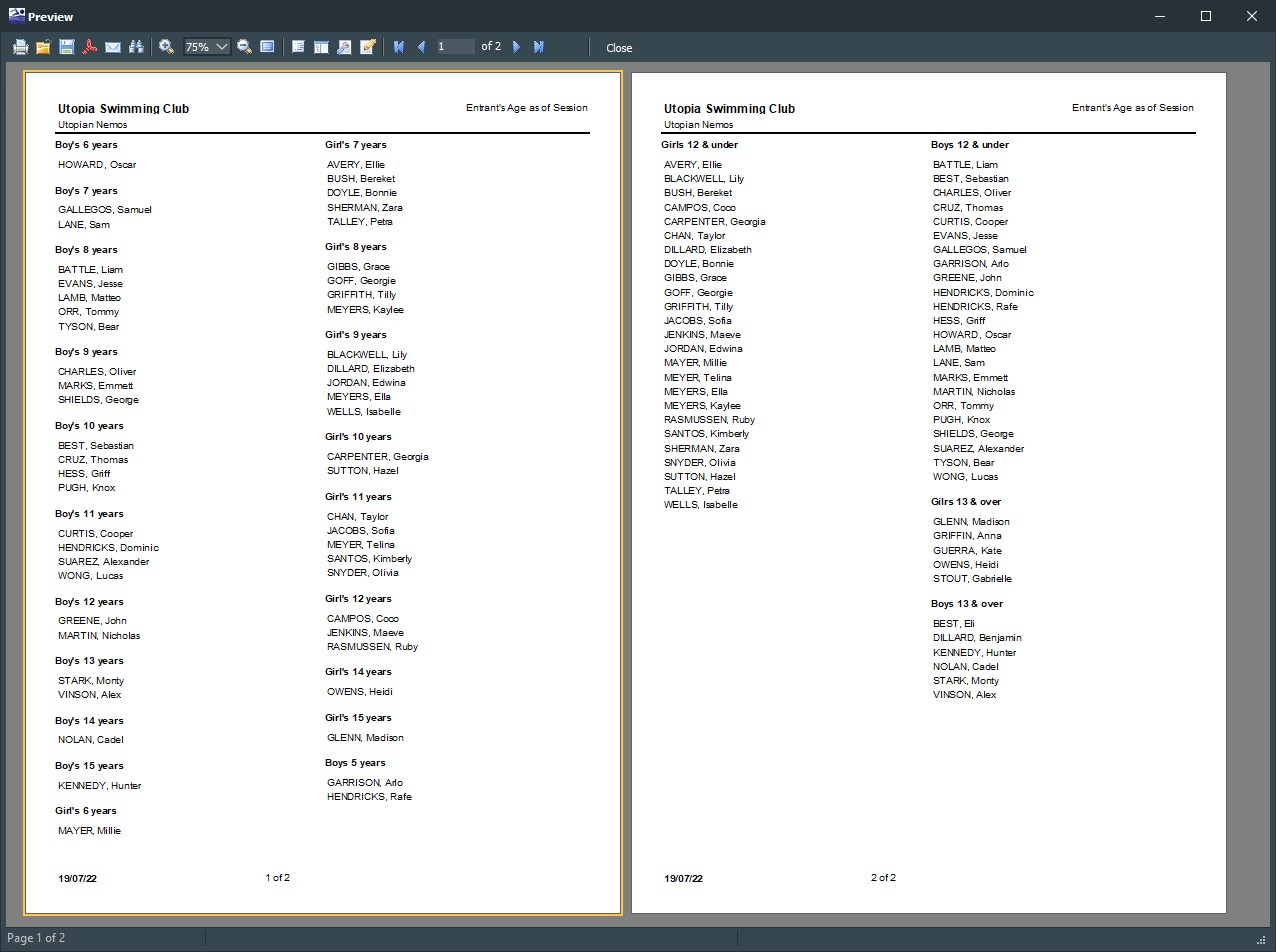 Preview
75%
1 of 2
Close
Utopia Swimming Club
Entrant's Age as of Session
Utopian Nemos
Boy's 6 years
HOWARD, Oscar
Boy's 7 years
GALLEGOS, Samuel
LANE, Sam
Boy's 8 years
BATTLE, Liam
EVANS, Jesse
LAMB, Matteo
ORR, Tommy
TYSON, Bear
Boy's 9 years
CHARLES, Oliver
MARKS, Emmett
SHIELDS, George
Boy's 10 years
BEST, Sebastian
CRUZ, Thomas
HESS, Griff
PUGH, Knox
Boy's 11 years
CURTIS, Cooper
HENDRICKS, Dominic
SUAREZ, Alexander
WONG, Lucas
Boy's 12 years
GREENE, John
MARTIN, Nicholas
Boy's 13 years
STARK, Monty
VINSON, Alex
Boy's 14 years
NOLAN, Cadel
Boy's 15 years
KENNEDY, Hunter
Girl's 6 years
MAYER, Millie
Girl's 7 years
AVERY, Ellie
BUSH, Bereket
DOYLE, Bonnie
SHERMAN, Zara
TALLEY, Petra
Girl's 8 years
GIBBS, Grace
GOFF, Georgie
GRIFFITH, Tilly
MEYERS, Kaylee
Girl's 9 years
BLACKWELL, Lily
DILLARD, Elizabeth
JORDAN, Edwina
MEYERS, Ella
WELLS, Isabelle
Girl's 10 years
CARPENTER, Georgia
SUTTON, Hazel
Girl's 11 years
CHAN, Taylor
JACOBS, Sofia
MEYER, Telina
SANTOS, Kimberly
SNYDER, Olivia
Girl's 12 years
CAMPOS, Coco
JENKINS, Maeve
RASMUSSEN, Ruby
Girl's 14 years
OWENS, Heidi
Girl's 15 years
GLENN, Madison
Boys 5 years
GARRISON, Arlo
HENDRICKS, Rafe
19/07/22
1 of 2
Utopia Swimming Club
Entrant's Age as of Session
Utopian Nemos
Girls 12 & under
AVERY, Ellie
BLACKWELL, Lily
BUSH, Bereket
CAMPOS, Coco
CARPENTER, Georgia
CHAN, Taylor
DILLARD, Elizabeth
DOYLE, Bonnie
GIBBS, Grace
GOFF, Georgie
GRIFFITH, Tilly
JACOBS, Sofia
JENKINS, Maeve
JORDAN, Edwina
MAYER, Millie
MEYER, Telina
MEYERS, Ella
MEYERS, Kaylee
RASMUSSEN, Ruby
SANTOS, Kimberly
SHERMAN, Zara
SNYDER, Olivia
SUTTON, Hazel
TALLEY, Petra
WELLS, Isabelle
Boys 12 & under
BATTLE, Liam
BEST, Sebastian
CHARLES, Oliver
CRUZ, Thomas
CURTIS, Cooper
EVANS, Jesse
GALLEGOS, Samuel
GARRISON, Arlo
GREENE, John
HENDRICKS, Dominic
HENDRICKS, Rafe
HESS, Griff
HOWARD, Oscar
LAMB, Matteo
LANE, Sam
MARKS, Emmett
MARTIN, Nicholas
ORR, Tommy
PUGH, Knox
SHIELDS, George
SUAREZ, Alexander
TYSON, Bear
WONG, Lucas
Gilrs 13 & over
GLENN, Madison
GRIFFIN, Anna
GUERRA, Kate
OWENS, Heidi
STOUT, Gabrielle
Boys 13 & over
BEST, Eli
DILLARD, Benjamin
KENNEDY, Hunter
NOLAN, Cadel
STARK, Monty
VINSON, Alex
19/07/22
2 of 2
Page 1 of 2